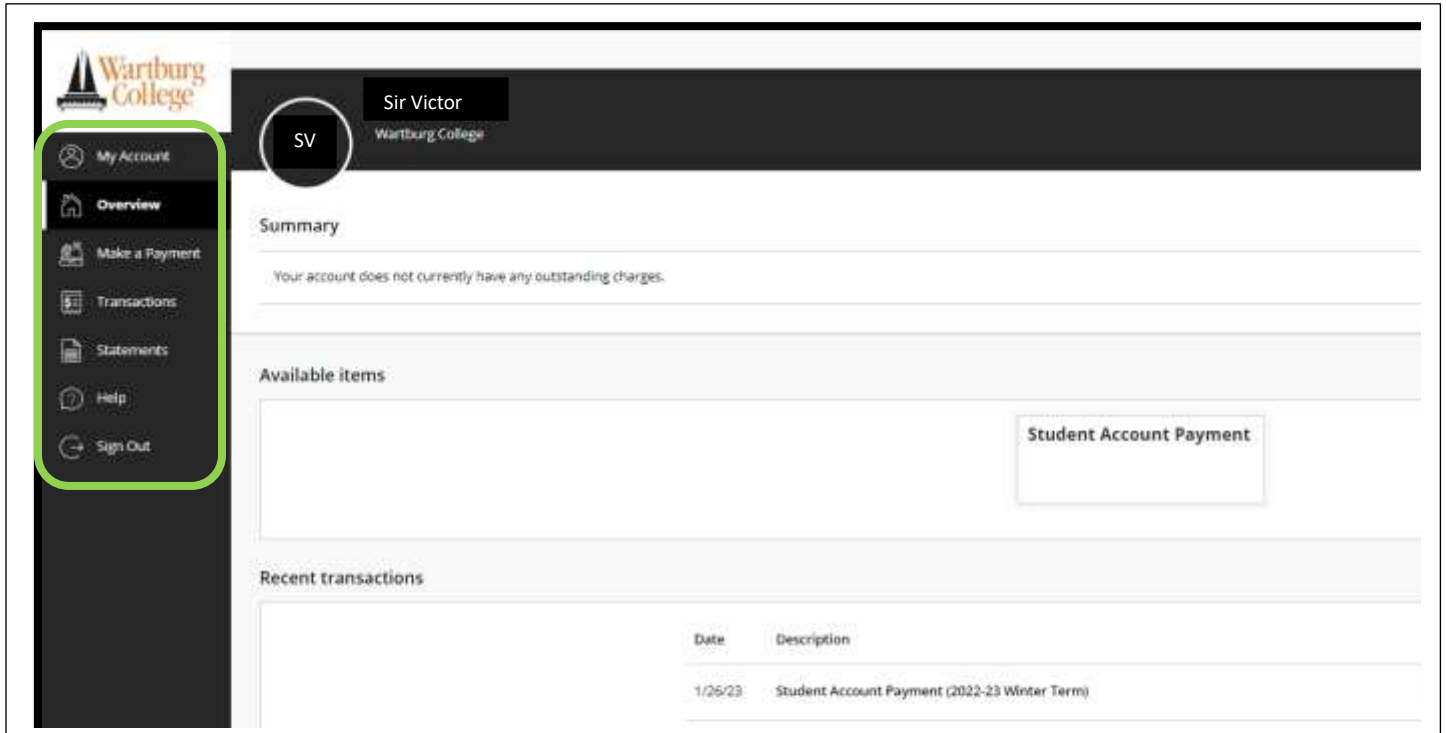 Wartburg
College
My Account
Overview
Make a Payment
Transactions
Statements
Help
Sign Out
Sir Victor
SV
Wartburg College
Summary
Your account does not currently have any outstanding charges.
Available items
Student Account Payment
Recent transactions
Date Description
1/26/23 Student Account Payment (2022-23 Winter Term)